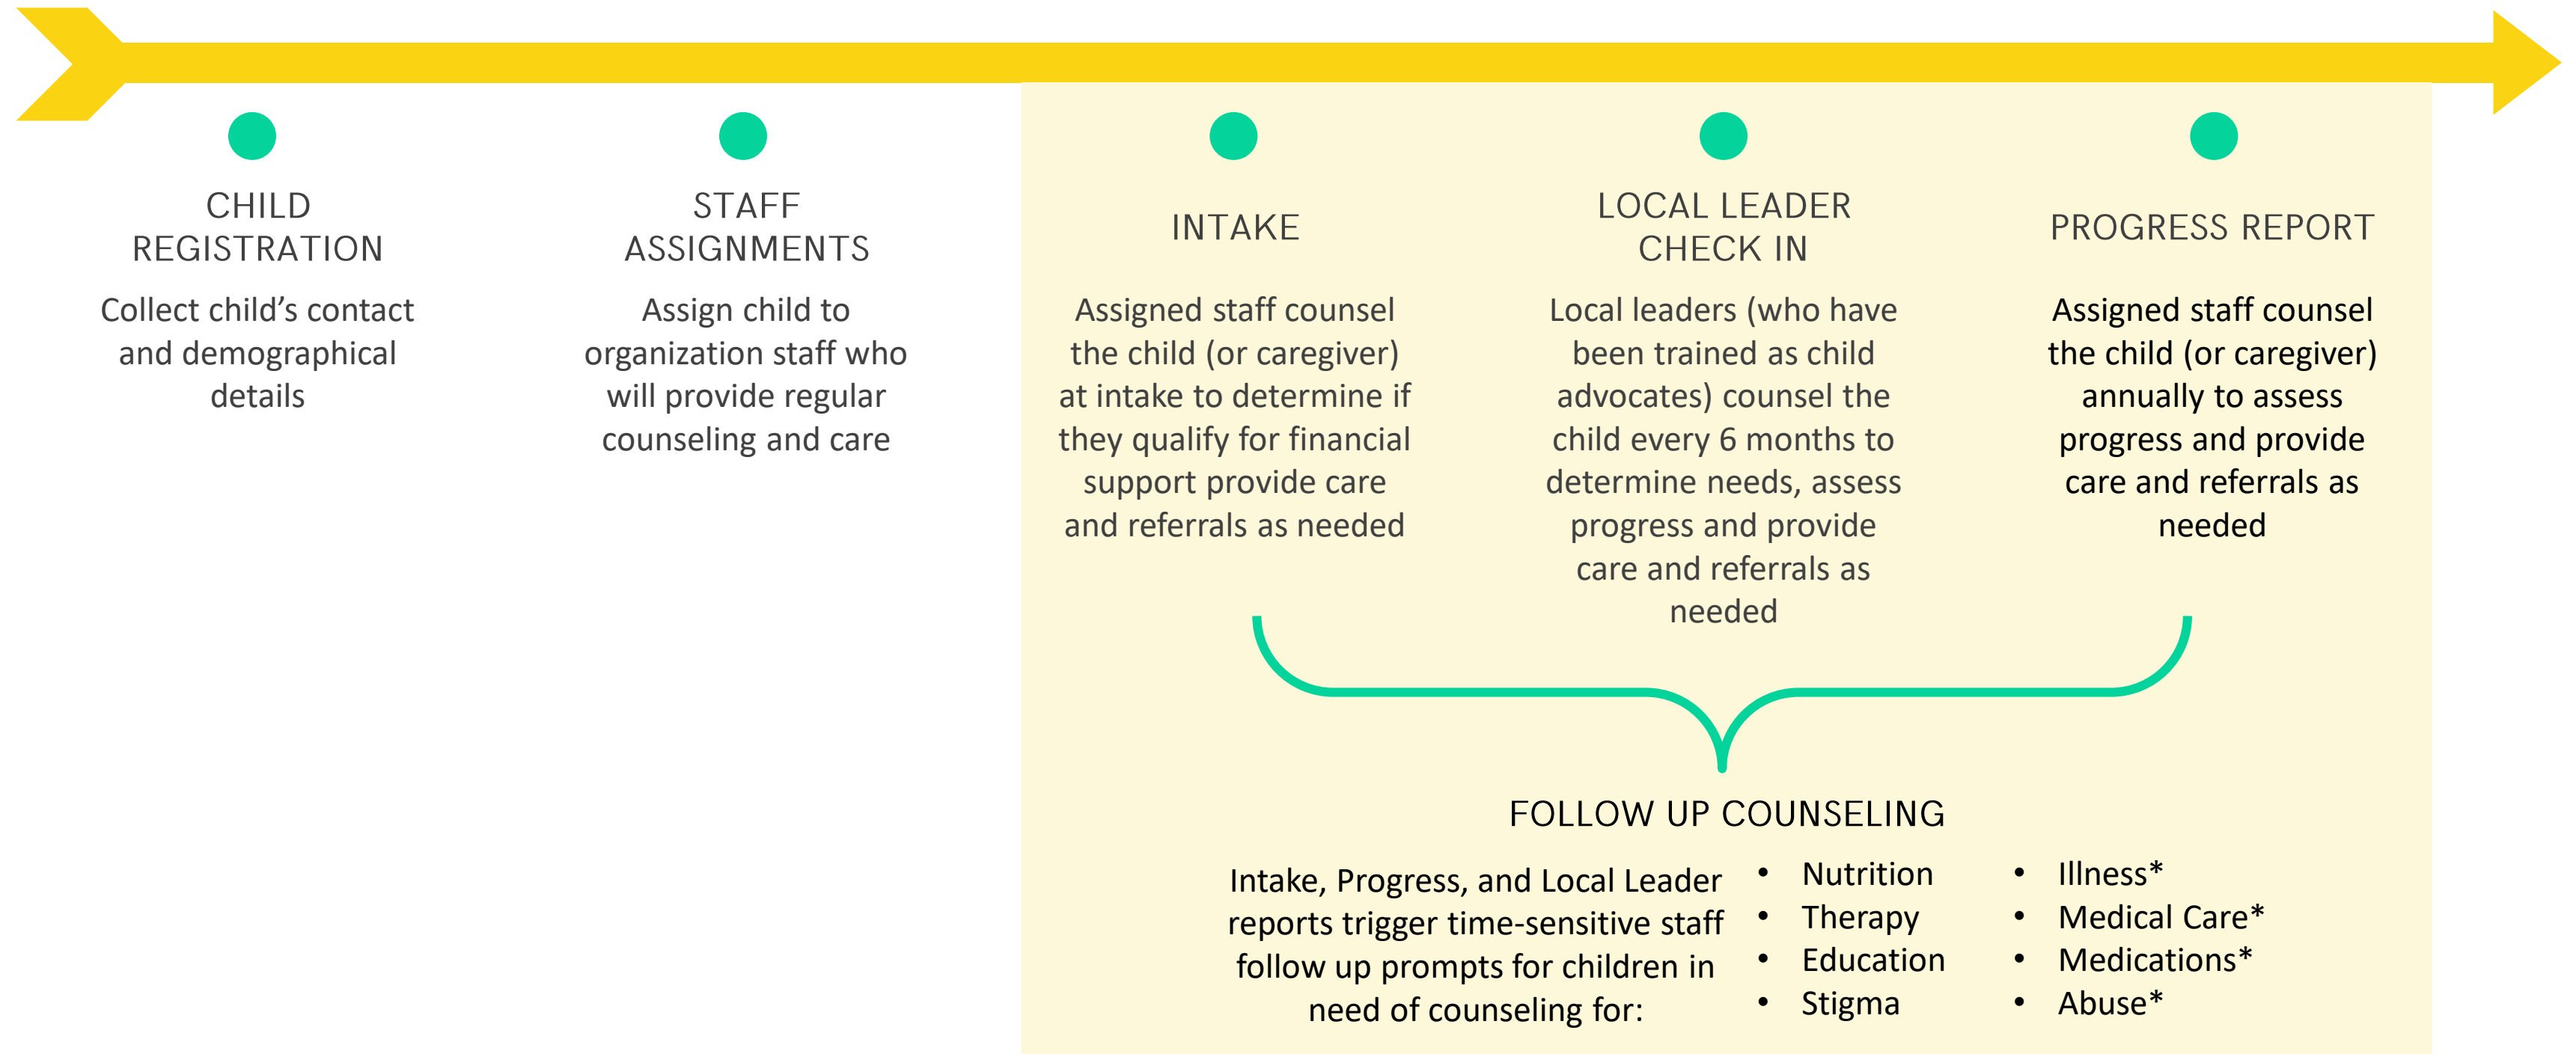 CHILD
REGISTRATION
Collect child’s contact
and demographical
details
STAFF
ASSIGNMENTS
Assign child to
organization staff who
will provide regular
counseling and care
INTAKE
Assigned staff counsel
the child (or caregiver)
at intake to determine if
they qualify for financial
support provide care
and referrals as needed
LOCAL LEADER
CHECK IN
Local leaders (who have
been trained as child
advocates) counsel the
child every 6 months to
determine needs, assess
progress and provide
care and referrals as
needed
PROGRESS REPORT
Assigned staff counsel
the child (or caregiver)
annually to assess
progress and provide
care and referrals as
needed
FOLLOW UP COUNSELING
Intake, Progress, and Local Leader
reports trigger time-sensitive staff
follow up prompts for children in
need of counseling for:
• Nutrition
• Therapy
• Education
• Stigma
• Illness*
• Medical Care*
• Medications*
• Abuse*